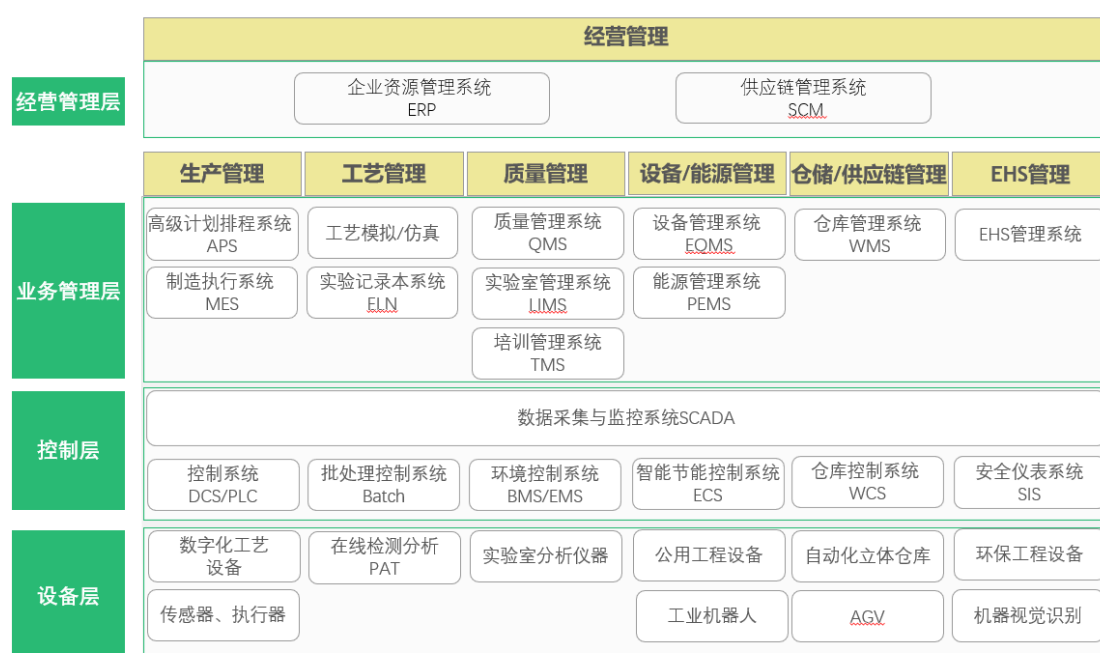 经营管理
经营管理层
企业资源管理系统
ERP
供应链管理系统
SCM
生产管理
工艺管理
质量管理
设备/能源管理
仓储/供应链管理
EHS管理
业务管理层
高级计划排程系统
APS
工艺模拟/仿真
质量管理系统
QMS
设备管理系统
EQMS
仓库管理系统
WMS
EHS管理系统
制造执行系统
MES
实验记录本系统
ELN
实验室管理系统
LIMS
能源管理系统
PEMS
培训管理系统
TMS
控制层
数据采集与监控系统SCADA
控制系统
DCS/PLC
批处理控制系统
Batch
环境控制系统
BMS/EMS
智能节能控制系统
ECS
仓库控制系统
WCS
安全仪表系统
SIS
设备层
数字化工艺
设备
在线检测分析
PAT
实验室分析仪器
公用工程设备
自动化立体仓库
环保工程设备
传感器、执行器
工业机器人
AGV
机器视觉识别